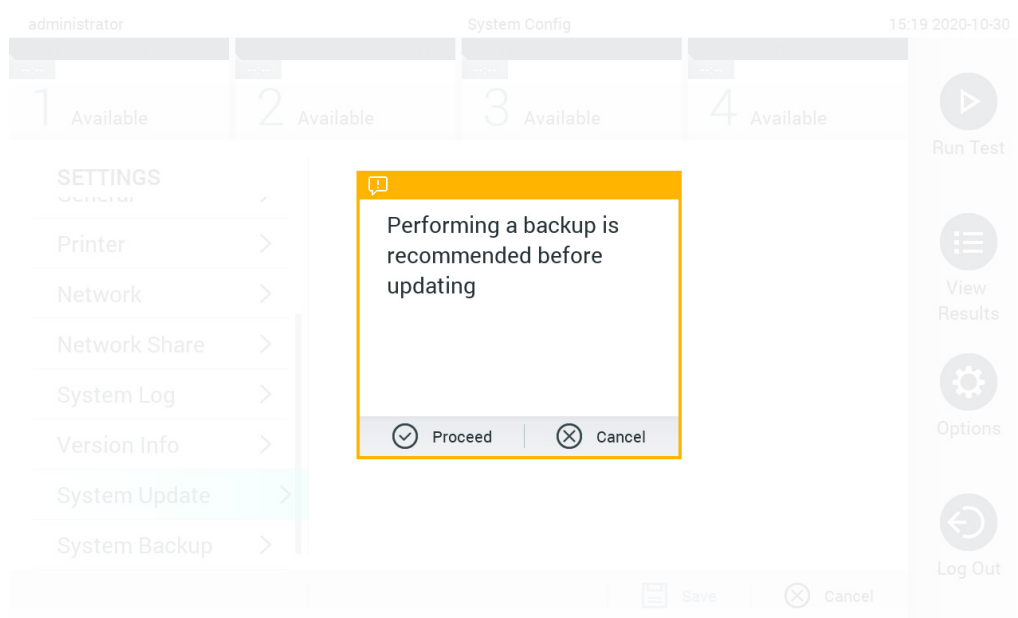 administrator System Config 15:19 2020-10-30
1 Available 2 Available 3 Available 4 Available
Run Test
SETTINGS
General
Printer
Network
Network Share
System Log
Version Info
System Update
System Backup
Performing a backup is
recommended before
updating
Proceed Cancel
View
Results
Options
Log Out
Save Cancel